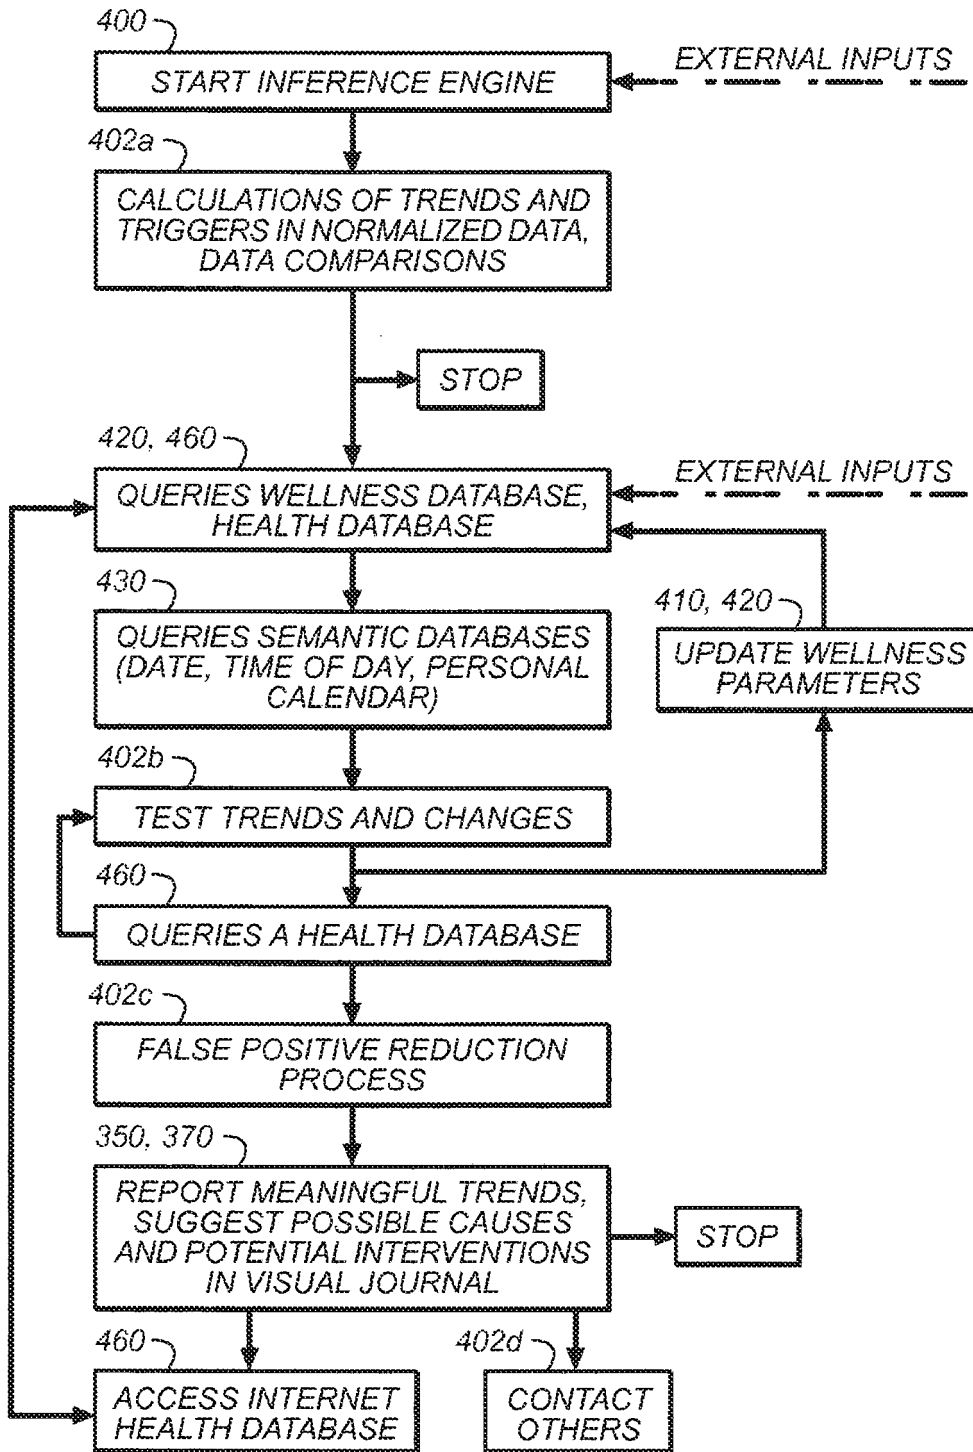 400
START INFERENCE ENGINE
EXTERNAL INPUTS
402a
CALCULATIONS OF TRENDS AND
TRIGGERS IN NORMALIZED DATA,
DATA COMPARISONS
STOP
420, 460
QUERIES WELLNESS DATABASE,
HEALTH DATABASE
EXTERNAL INPUTS
430
QUERIES SEMANTIC DATABASES
(DATE, TIME OF DAY, PERSONAL
CALENDAR)
410, 420
UPDATE WELLNESS
PARAMETERS
402b
TEST TRENDS AND CHANGES
460
QUERIES A HEALTH DATABASE
402c
FALSE POSITIVE REDUCTION
PROCESS
350, 370
REPORT MEANINGFUL TRENDS,
SUGGEST POSSIBLE CAUSES
AND POTENTIAL INTERVENTIONS
IN VISUAL JOURNAL
STOP
460
ACCESS INTERNET
HEALTH DATABASE
402d
CONTACT
OTHERS